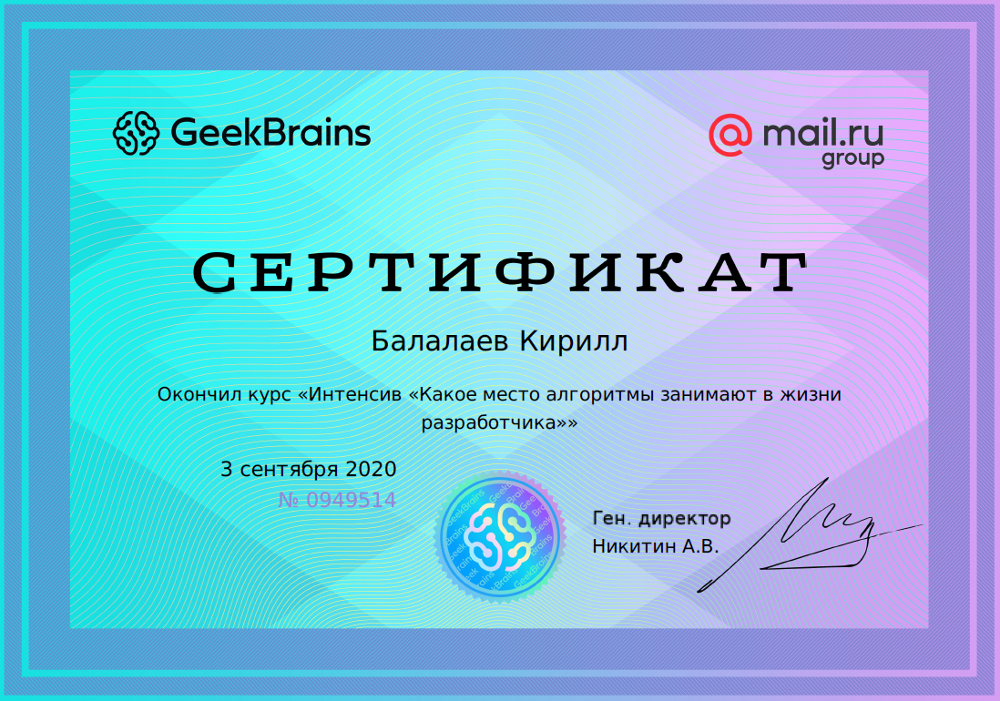 GeekBrains
@mail.ru
group
СЕРТИФИКАТ
Балалаев Кирилл
Окончил курс «Интенсив «Какое место алгоритмы занимают в жизни
разработчика»»
3 сентября 2020
№ 0949514
Ген. директор
Никитин А.В.